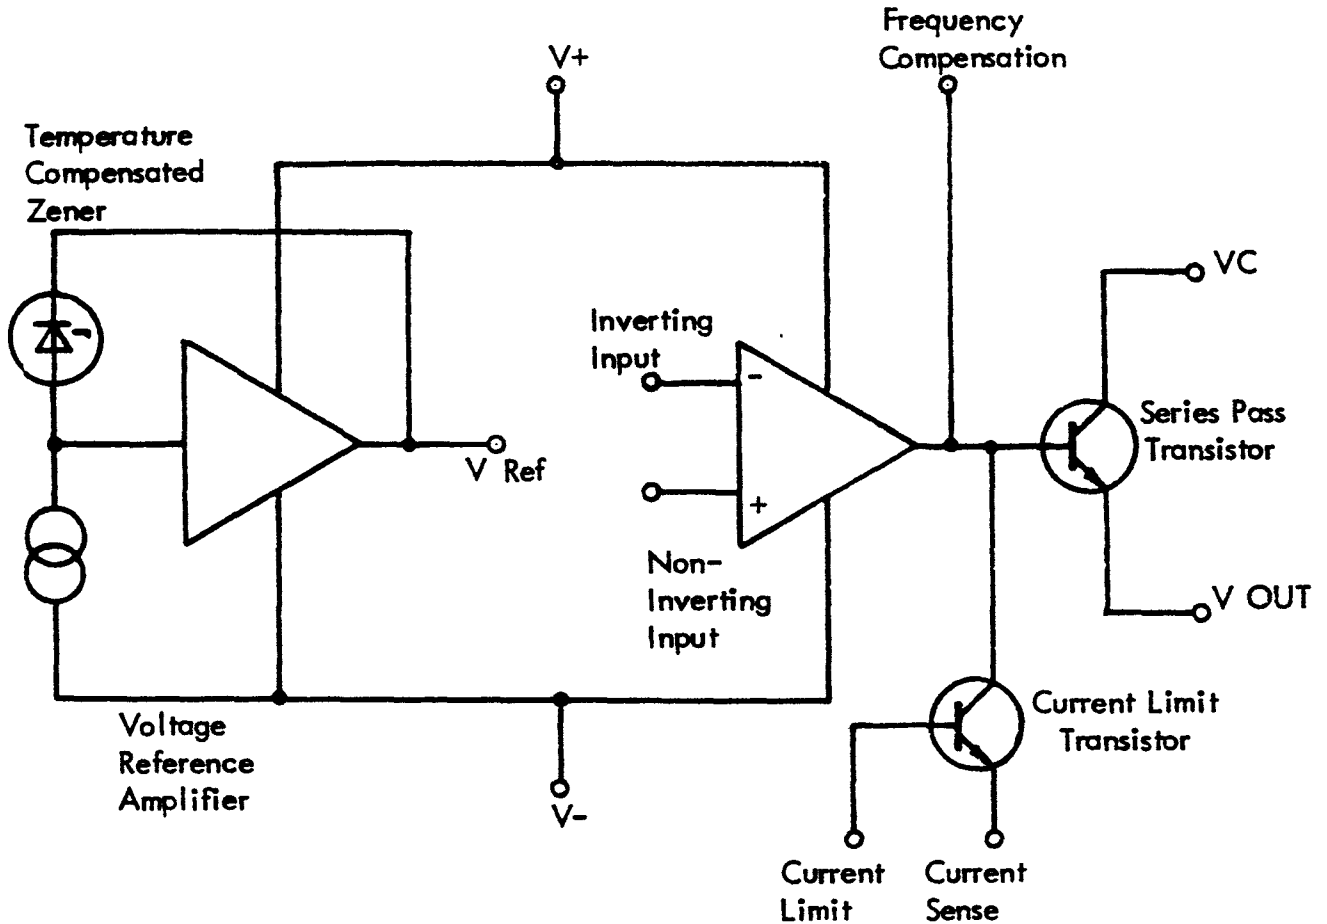 Frequency
Compensation
V+
Temperature
Compensated
Zener
VC
Inverting
Input
-
Series Pass
Transistor
V Ref
+
Non-
Inverting
Input
V OUT
Current Limit
Transistor
Voltage
Reference
Amplifier
V-
Current
Limit
Current
Sense